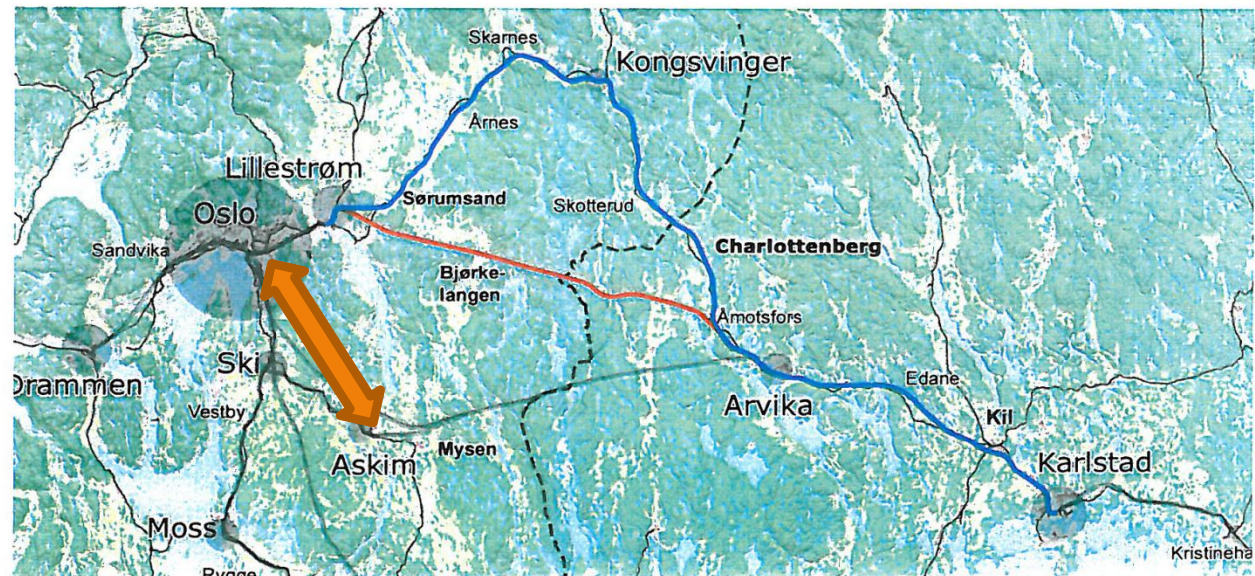 Skarnes
Kongsvinger
Årnes
Lillestrøm
Sørumsand
Skotterud
Oslo
Sandvika
Charlottenberg
Bjørke-
langen
Åmotsfors
Ski
Drammen
Edane
Vestby
Arvika
Kil
Mysen
Askim
Karlstad
Moss
Kristineha
Rygge